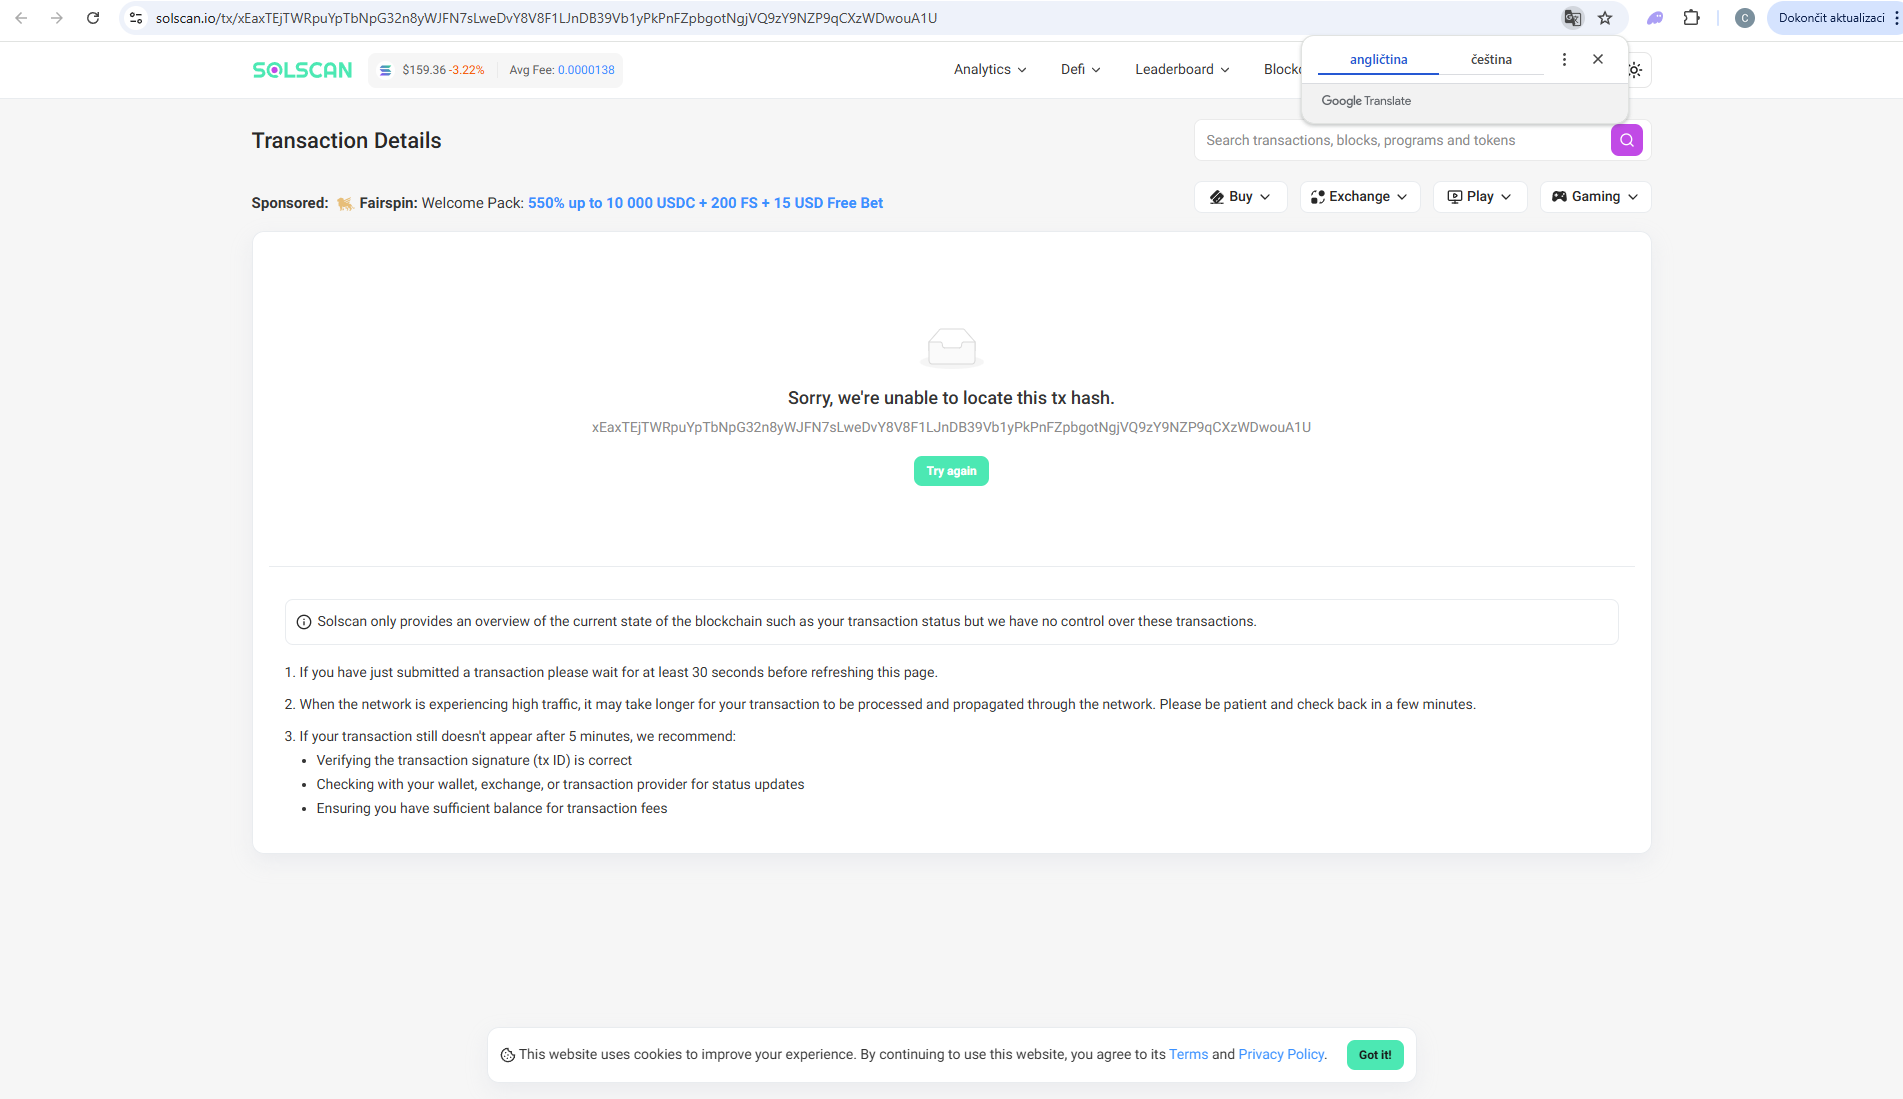 solscan.io/tx/xEaxTEjTWRpuYpTbNpG32n8yWJFN7sLweDvY8V8F1LJnDB39Vb1yPkPnFZpbgotNgjVQ9zY9NZP9qCXzWDwouA1U
C
Dokončit aktualizaci
SOLSCAN
$159.36 -3.22%
Avg Fee: 0.0000138
Analytics
Defi
Leaderboard
Blockc
angličtina
čeština
Google Translate
Transaction Details
Search transactions, blocks, programs and tokens
Sponsored: Fairspin: Welcome Pack: 550% up to 10 000 USDC + 200 FS + 15 USD Free Bet
Buy
Exchange
Play
Gaming
Sorry, we're unable to locate this tx hash.
xEaxTEjTWRpuYpTbNpG32n8yWJFN7sLweDvY8V8F1LJnDB39Vb1yPkPnFZpbgotNgjVQ9zY9NZP9qCXzWDwouA1U
Try again
Solscan only provides an overview of the current state of the blockchain such as your transaction status but we have no control over these transactions.
1. If you have just submitted a transaction please wait for at least 30 seconds before refreshing this page.
2. When the network is experiencing high traffic, it may take longer for your transaction to be processed and propagated through the network. Please be patient and check back in a few minutes.
3. If your transaction still doesn't appear after 5 minutes, we recommend:
• Verifying the transaction signature (tx ID) is correct
• Checking with your wallet, exchange, or transaction provider for status updates
• Ensuring you have sufficient balance for transaction fees
This website uses cookies to improve your experience. By continuing to use this website, you agree to its Terms and Privacy Policy.
Got it!